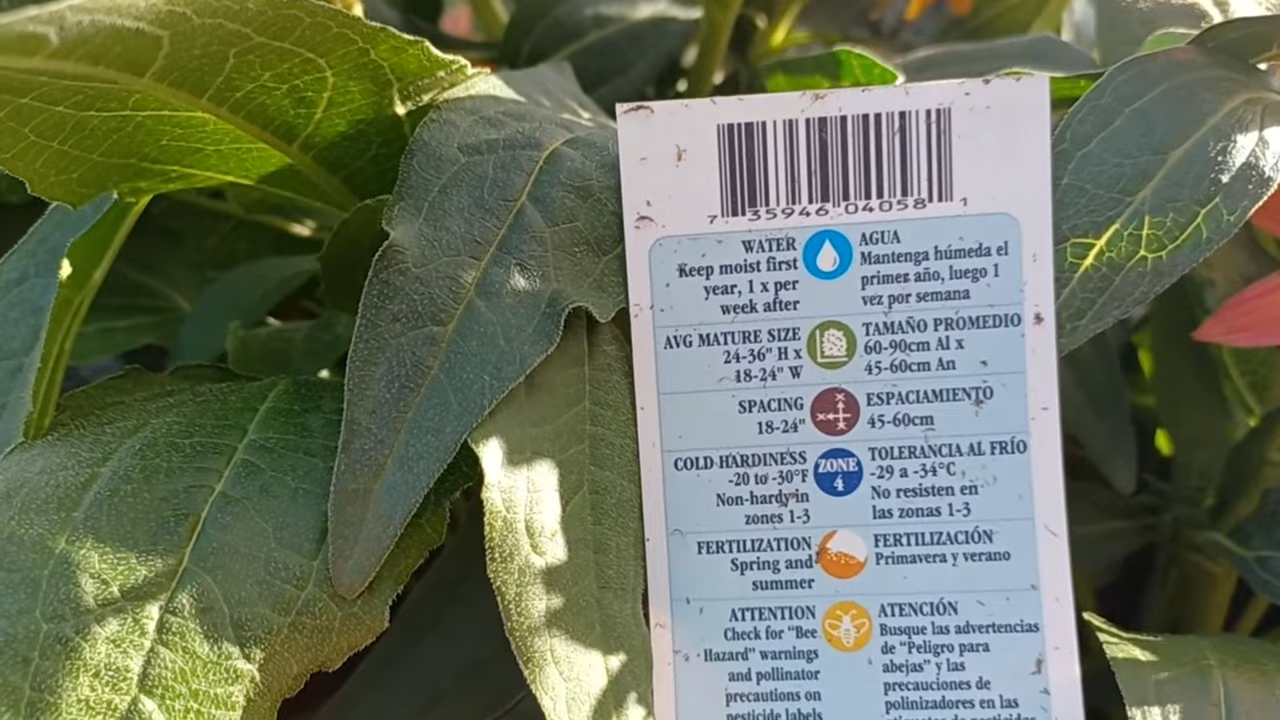 7 35946 04058 1
WATER
Keep moist first
year, 1 x per
week after
AGUA
Mantenga húmeda el
primer año, luego 1
vez por semana
AVG MATURE SIZE
24-36" H x
18-24" W
TAMAÑO PROMEDIO
60-90cm Al x
45-60cm An
SPACING
18-24"
ESPACIAMIENTO
45-60cm
COLD HARDINESS
-20 to -30°F
Non-hardy in
zones 1-3
ZONE
4
TOLERANCIA AL FRÍO
-29 a -34°C
No resisten en
las zonas 1-3
FERTILIZATION
Spring and
summer
FERTILIZACIÓN
Primavera y verano
ATTENTION
Check for "Bee
Hazard" warnings
and pollinator
precautions on
pesticide labels
ATENCIÓN
Busque las advertencias
de "Peligro para
abejas" y las
precauciones de
polinizadores en las
etiquetas de pesticidas